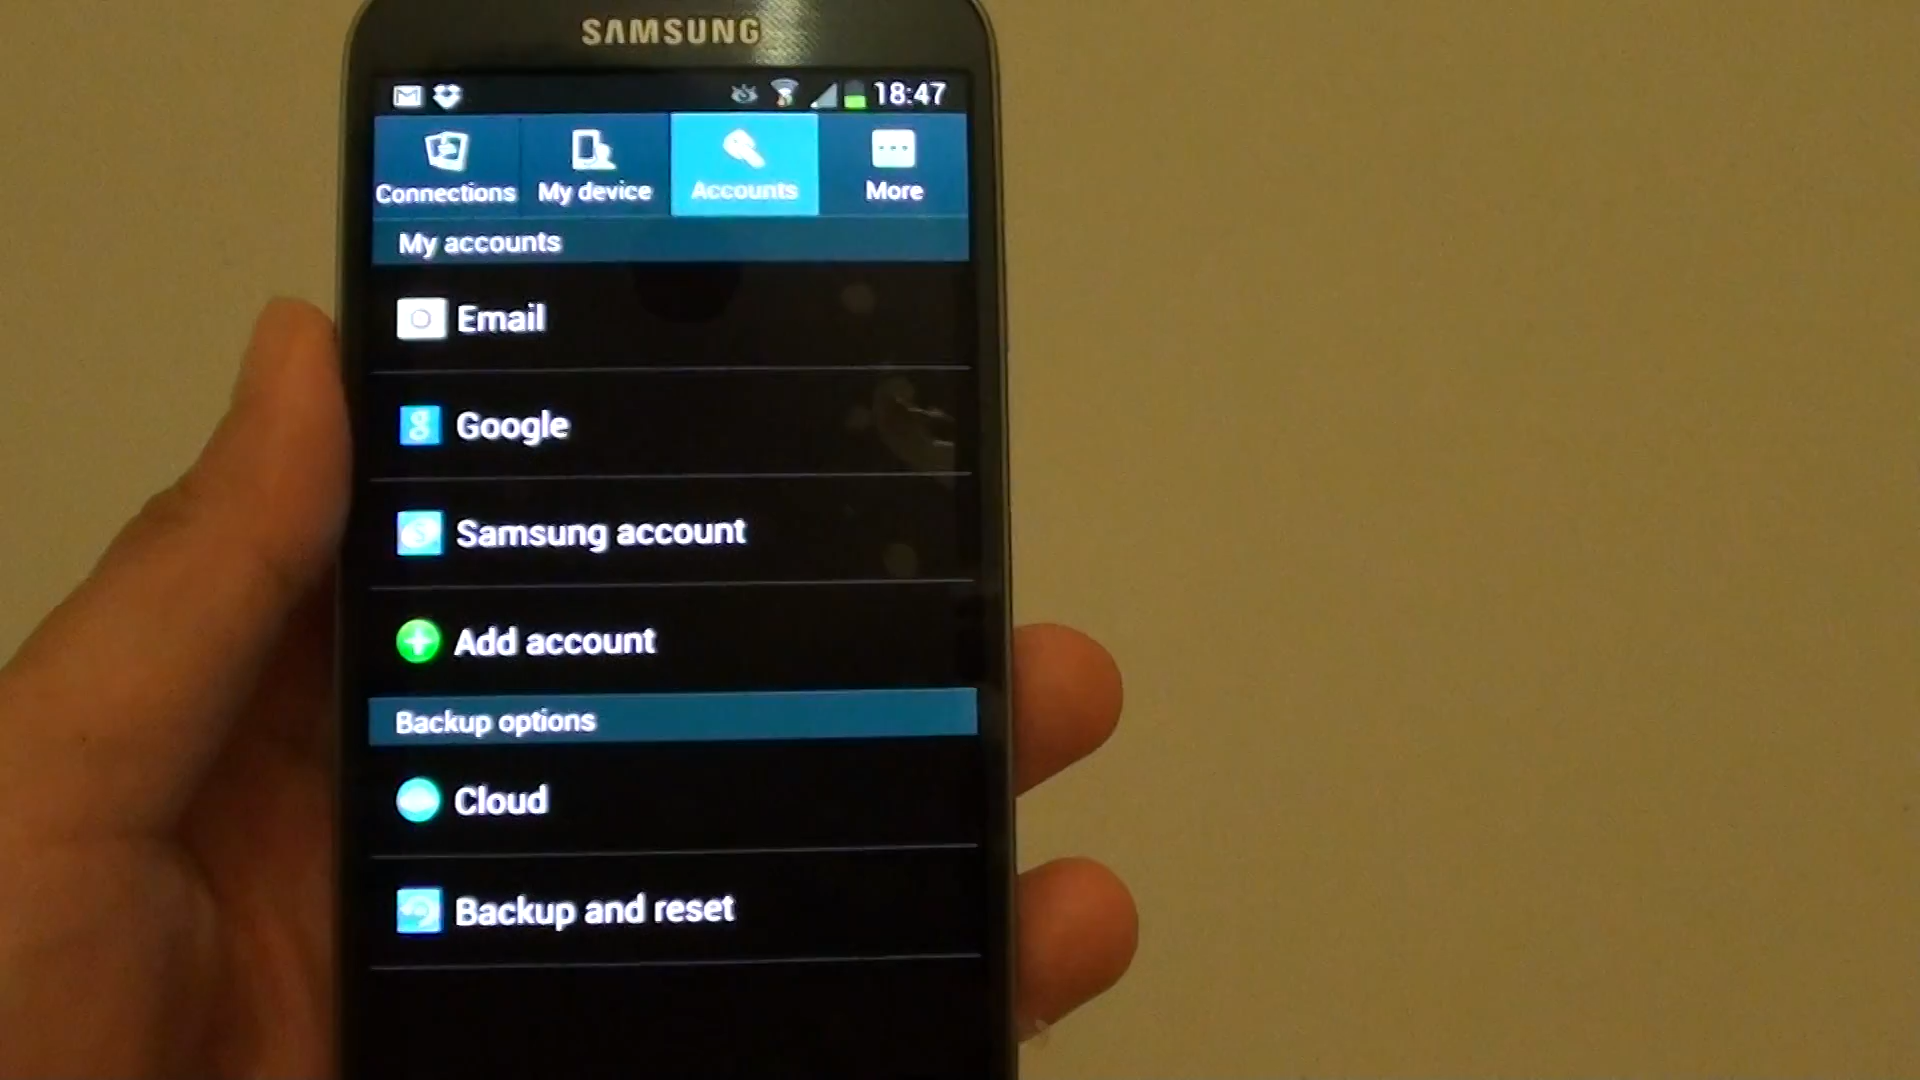 SAMSUNG
18:47
Connections My device Accounts More
My accounts
Email
Google
Samsung account
Add account
Backup options
Cloud
Backup and reset